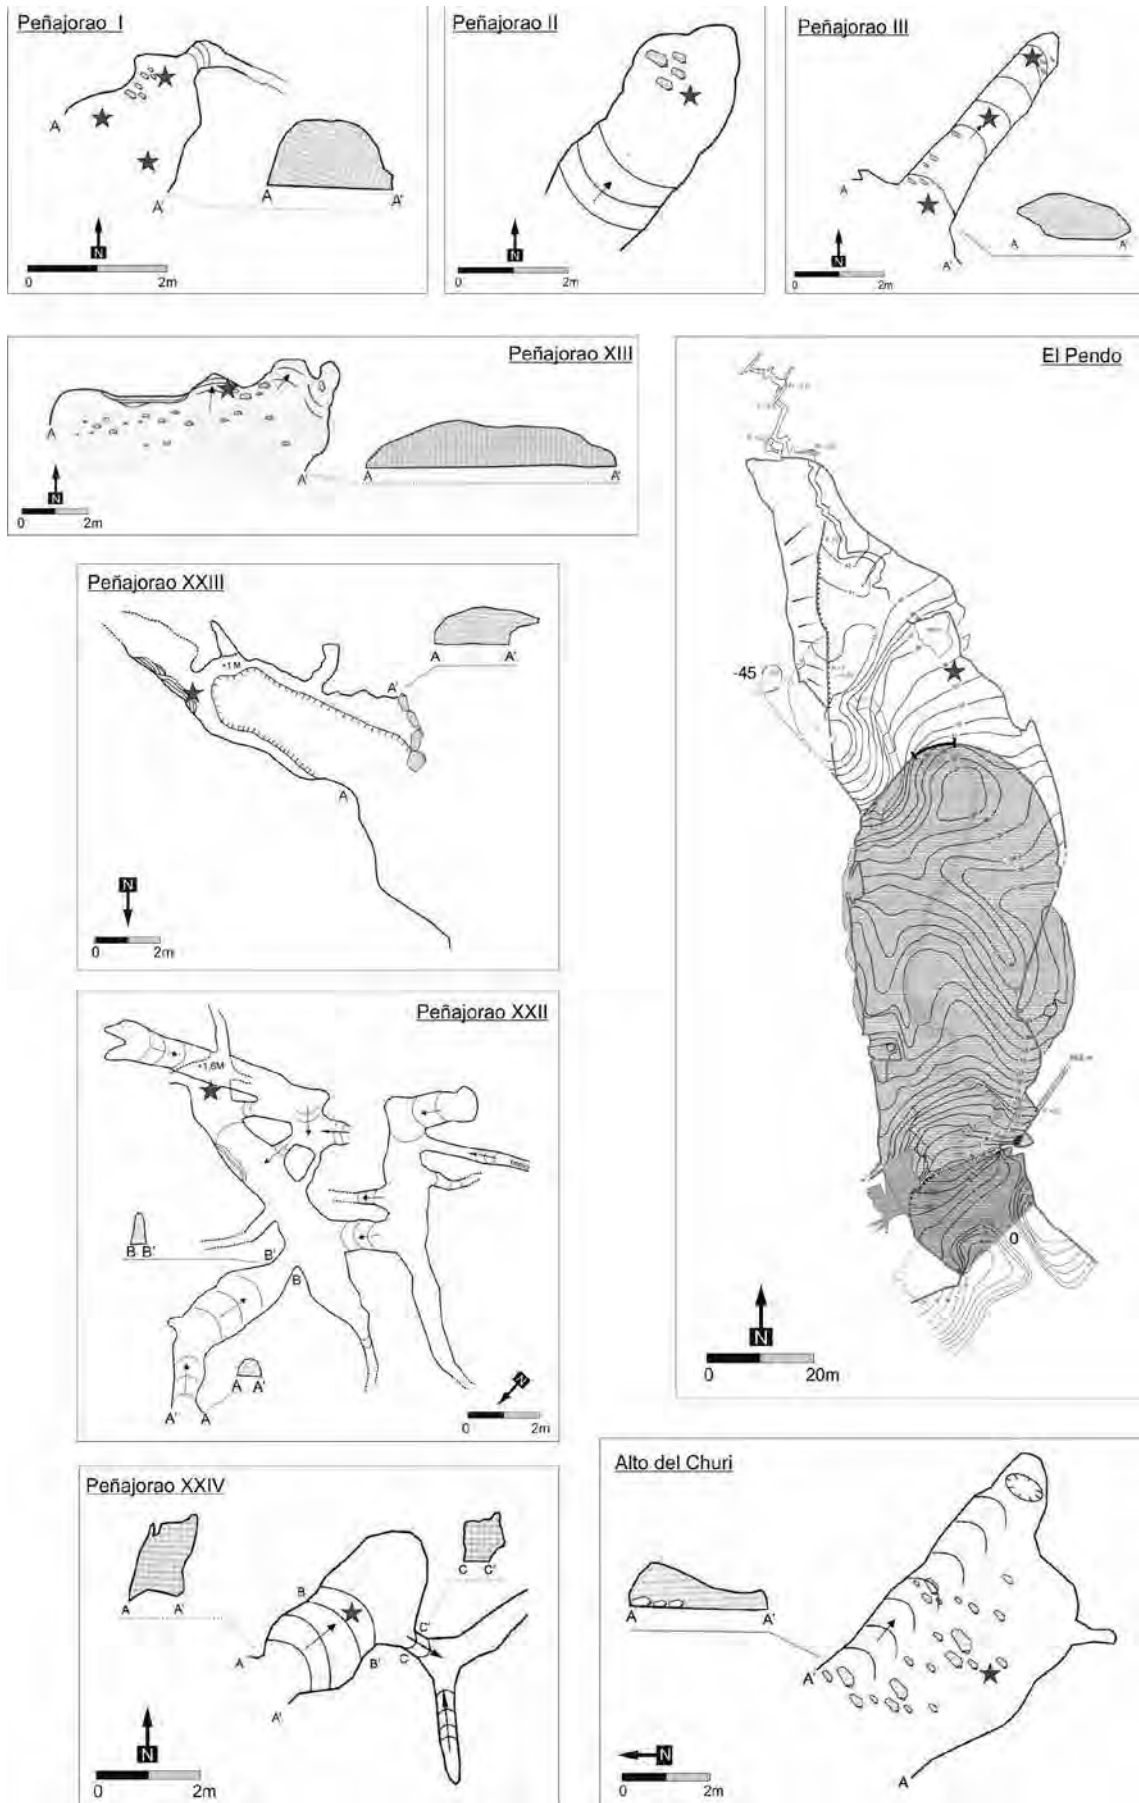 Peñajorao I
A
A'
A
A'
N
0 2m
Peñajorao II
N
0 2m
Peñajorao III
A
A'
A
A'
N
0 2m
Peñajorao XIII
A
A'
A
A'
N
0 2m
El Pendo
-45
0
N
0 20m
Peñajorao XXIII
+1M
A
A'
A'
A
N
0 2m
Peñajorao XXII
+1,6M
B B'
B'
B
A A'
A' A
N
0 2m
Peñajorao XXIV
A A'
C C'
B
C'
A
B'
C
A'
N
0 2m
Alto del Churi
A A'
A'
A
N
0 2m